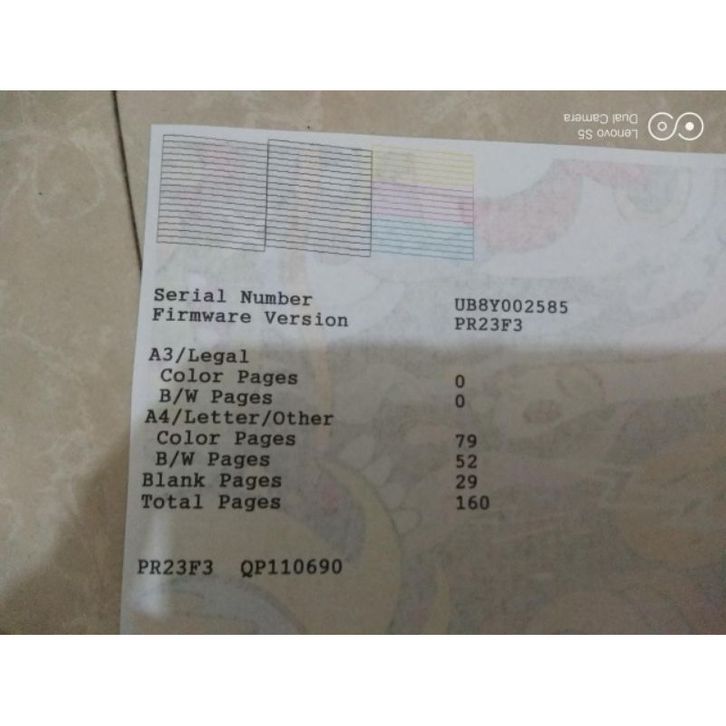 Lenovo S5
Dual Camera
Serial Number UB8Y002585
Firmware Version PR23F3
A3/Legal
Color Pages 0
B/W Pages 0
A4/Letter/Other
Color Pages 79
B/W Pages 52
Blank Pages 29
Total Pages 160
PR23F3 QP110690